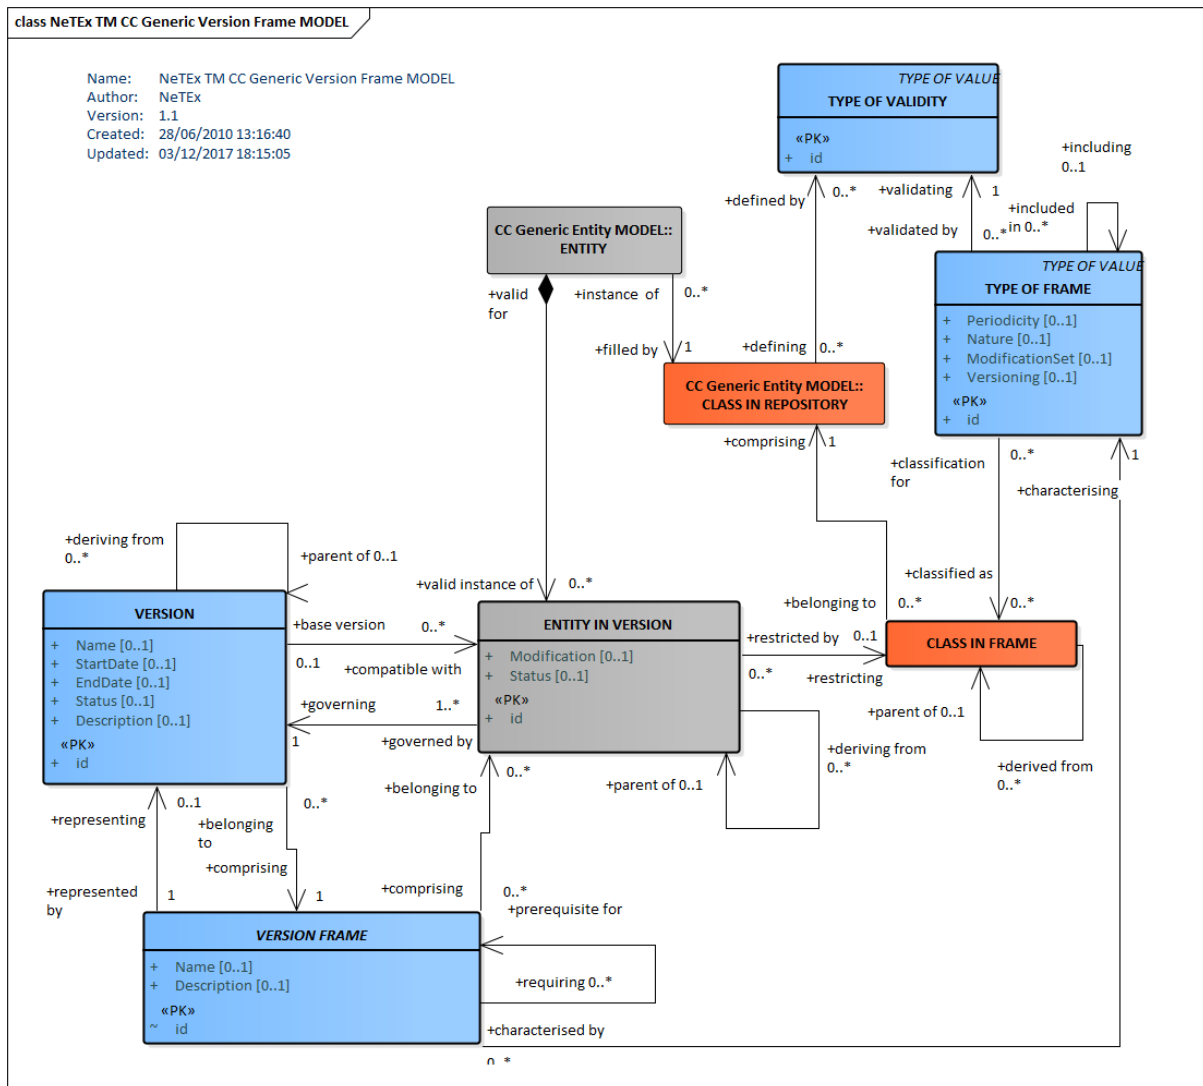 class NeTEx TM CC Generic Version Frame MODEL
Name: NeTEx TM CC Generic Version Frame MODEL
Author: NeTEx
Version: 1.1
Created: 28/06/2010 13:16:40
Updated: 03/12/2017 18:15:05
TYPE OF VALUE
TYPE OF VALIDITY
«PK»
+ id
+including
0..1
+defined by
0..*
+validating
1
+included
in 0..*
+validated by
0..*
CC Generic Entity MODEL::
ENTITY
+valid
for
+instance of
0..*
+filled by
1
+defining
0..*
TYPE OF VALUE
TYPE OF FRAME
+ Periodicity [0..1]
+ Nature [0..1]
+ ModificationSet [0..1]
+ Versioning [0..1]
«PK»
+ id
CC Generic Entity MODEL::
CLASS IN REPOSITORY
+comprising
1
+classification
for
0..*
1
+characterising
+deriving from
0..*
+parent of 0..1
+valid instance of
0..*
+classified as
0..*
+belonging to
0..*
VERSION
+ Name [0..1]
+ StartDate [0..1]
+ EndDate [0..1]
+ Status [0..1]
+ Description [0..1]
«PK»
+ id
+base version
0..*
0..1
+compatible with
+governing
1..*
1
+governed by
ENTITY IN VERSION
+ Modification [0..1]
+ Status [0..1]
«PK»
+ id
+restricted by
0..1
0..*
+restricting
CLASS IN FRAME
+parent of 0..1
+derived from
0..*
+deriving from
0..*
+parent of 0..1
0..*
+belonging to
0..1
+representing
0..*
+belonging
to
+comprising
+represented
by
1
1
+comprising
0..*
+prerequisite for
VERSION FRAME
+ Name [0..1]
+ Description [0..1]
«PK»
~ id
+requiring 0..*
+characterised by
0..*